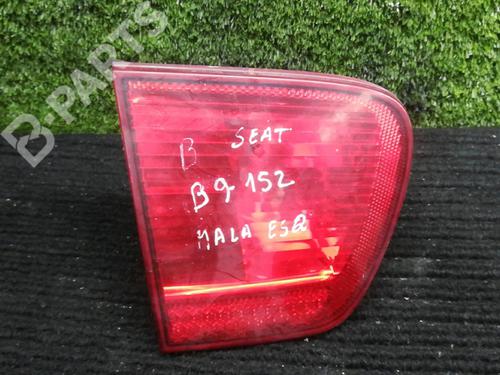 B-PARTS
B SEAT
B9 152
MALA ESQ